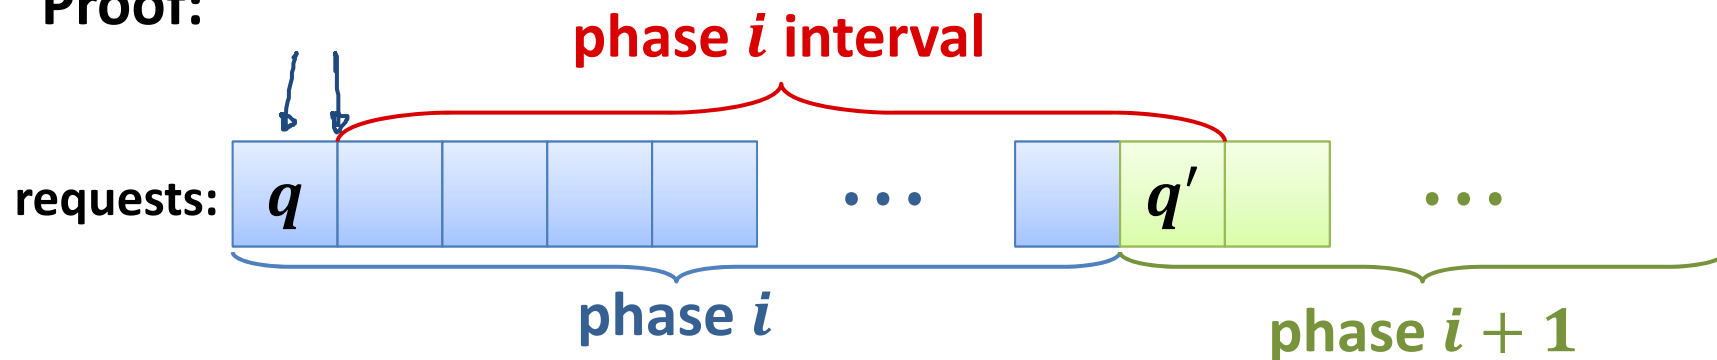 Proof:
phase i interval
requests: q ... q′ ...
phase i
phase i + 1